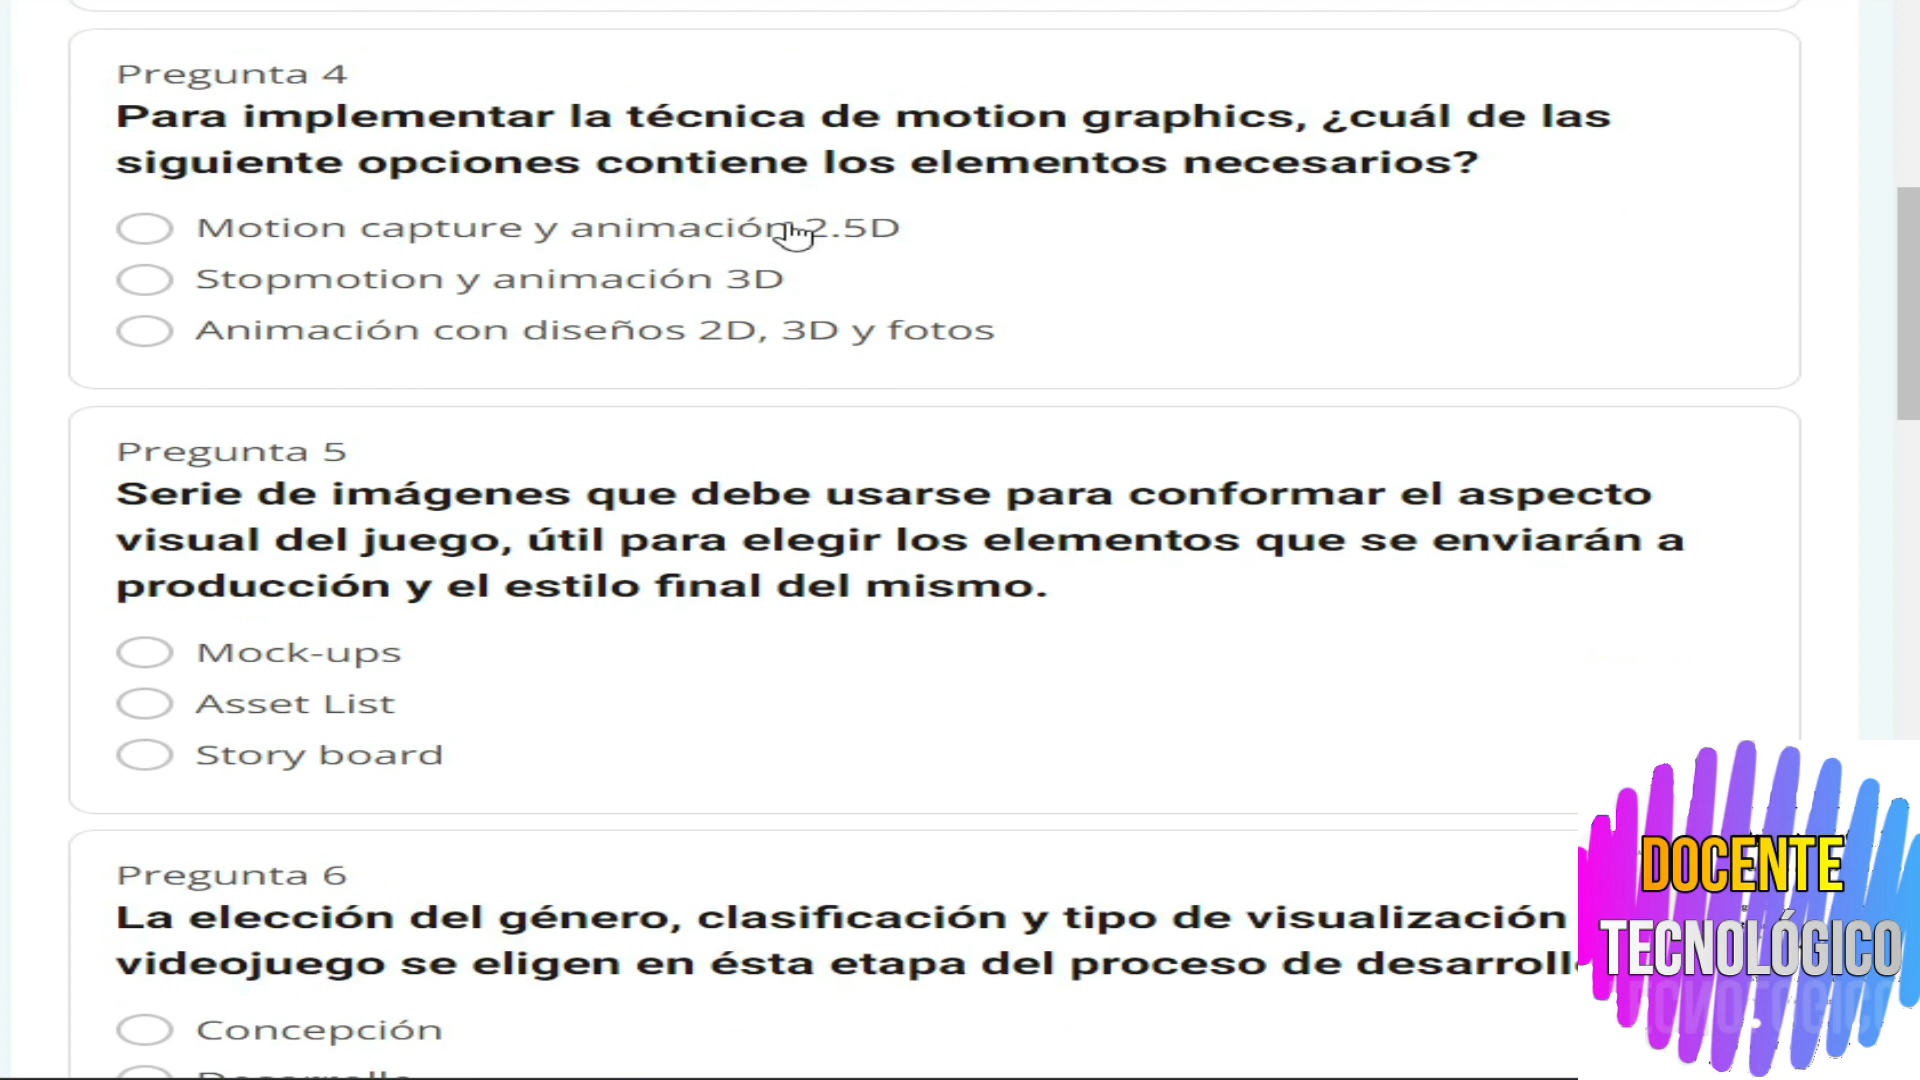 Pregunta 4
Para implementar la técnica de motion graphics, ¿cuál de las
siguiente opciones contiene los elementos necesarios?
Motion capture y animación 2.5D
Stopmotion y animación 3D
Animación con diseños 2D, 3D y fotos
Pregunta 5
Serie de imágenes que debe usarse para conformar el aspecto
visual del juego, útil para elegir los elementos que se enviarán a
producción y el estilo final del mismo.
Mock-ups
Asset List
Story board
Pregunta 6
La elección del género, clasificación y tipo de visualización
videojuego se eligen en ésta etapa del proceso de
Concepción
DOCENTE
TECNOLÓGICO